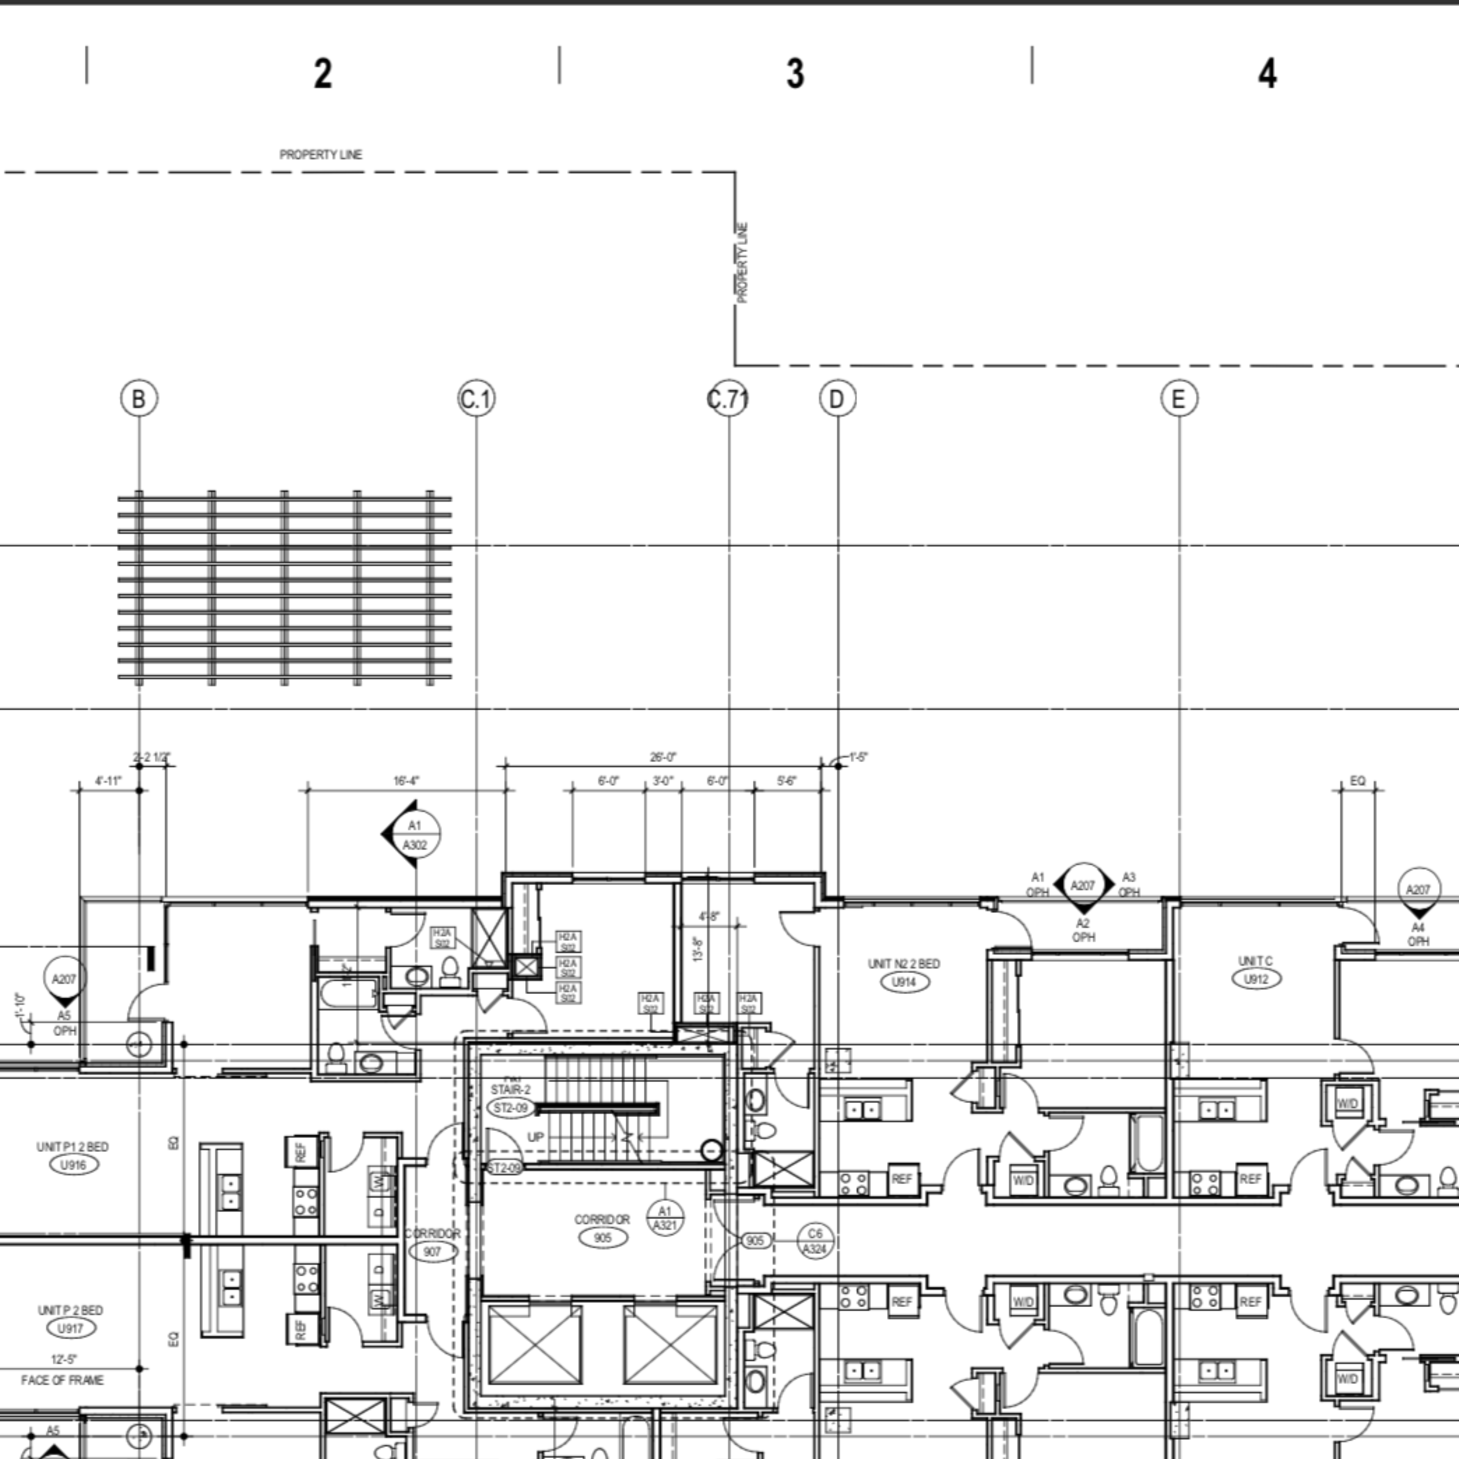 2
3
4
PROPERTY LINE
PROPERTY LINE
B
C.1
C.71
D
E
2'-2 1/2"
26'-0"
1'-5"
4'-11"
16'-4"
6'-0"
3'-0"
6'-0"
5'-6"
EQ
A1
A302
A1
OPH
A207
A3
OPH
A2
OPH
A207
A4
OPH
4'-8"
13'-8"
H2A
S02
H2A
S02
H2A
S02
H2A
S02
H2A
S02
H2A
S02
H2A
S02
UNIT N2 2 BED
U914
UNIT C
U912
A207
A5
OPH
1'-10"
STAIR-2
ST2-09
UP
ST2-09
W/D
UNIT P1 2 BED
U916
EQ
REF
W
D
REF
W/D
REF
CORRIDOR
907
CORRIDOR
905
A1
A321
905
C6
A324
UNIT P 2 BED
U917
EQ
REF
D
W
REF
W/D
REF
W/D
12'-5"
FACE OF FRAME
A5